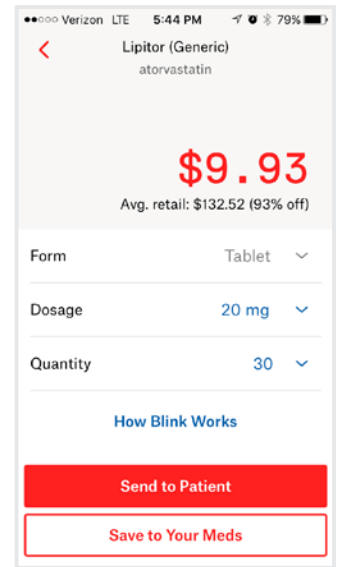 Verizon LTE 5:44 PM 79%
Lipitor (Generic)
atorvastatin
$9.93
Avg. retail: $132.52 (93% off)
Form Tablet
Dosage 20 mg
Quantity 30
How Blink Works
Send to Patient
Save to Your Meds